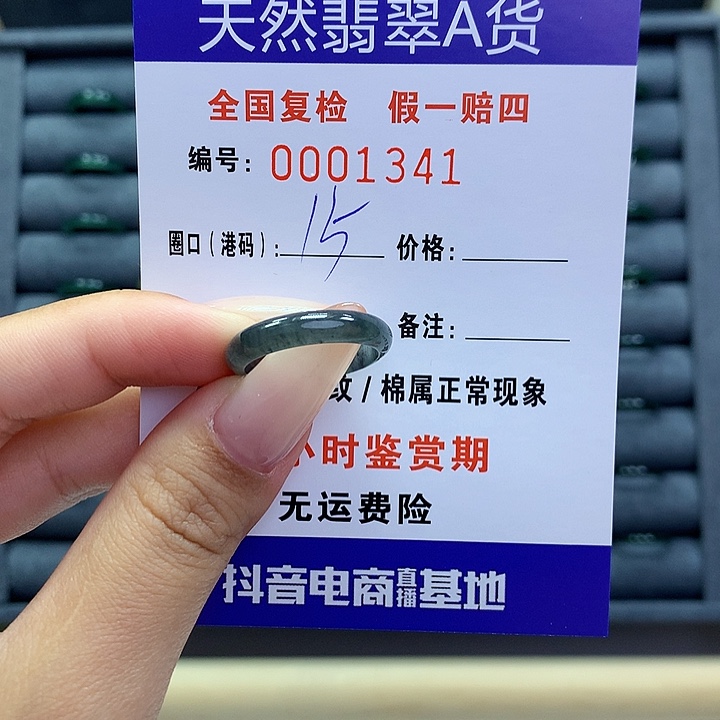 天然翡翠A货
全国复检 假一赔四
编号: 0001341
圈口(港码): 15 价格:
备注:
纹/棉属正常现象
小时鉴赏期
无运费险
抖音电商直播基地